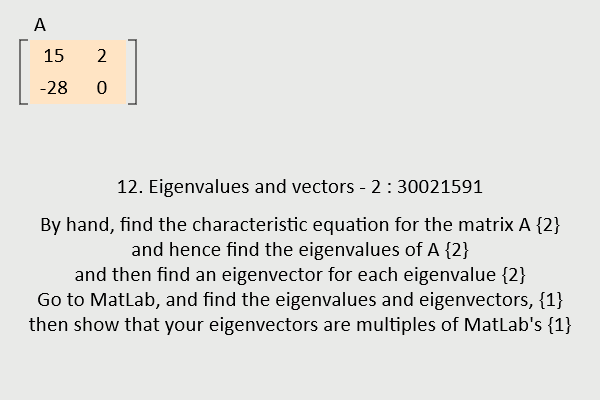 A
15 2
-28 0
12. Eigenvalues and vectors - 2 : 30021591
By hand, find the characteristic equation for the matrix A {2}
and hence find the eigenvalues of A {2}
and then find an eigenvector for each eigenvalue {2}
Go to MatLab, and find the eigenvalues and eigenvectors, {1}
then show that your eigenvectors are multiples of MatLab's {1}